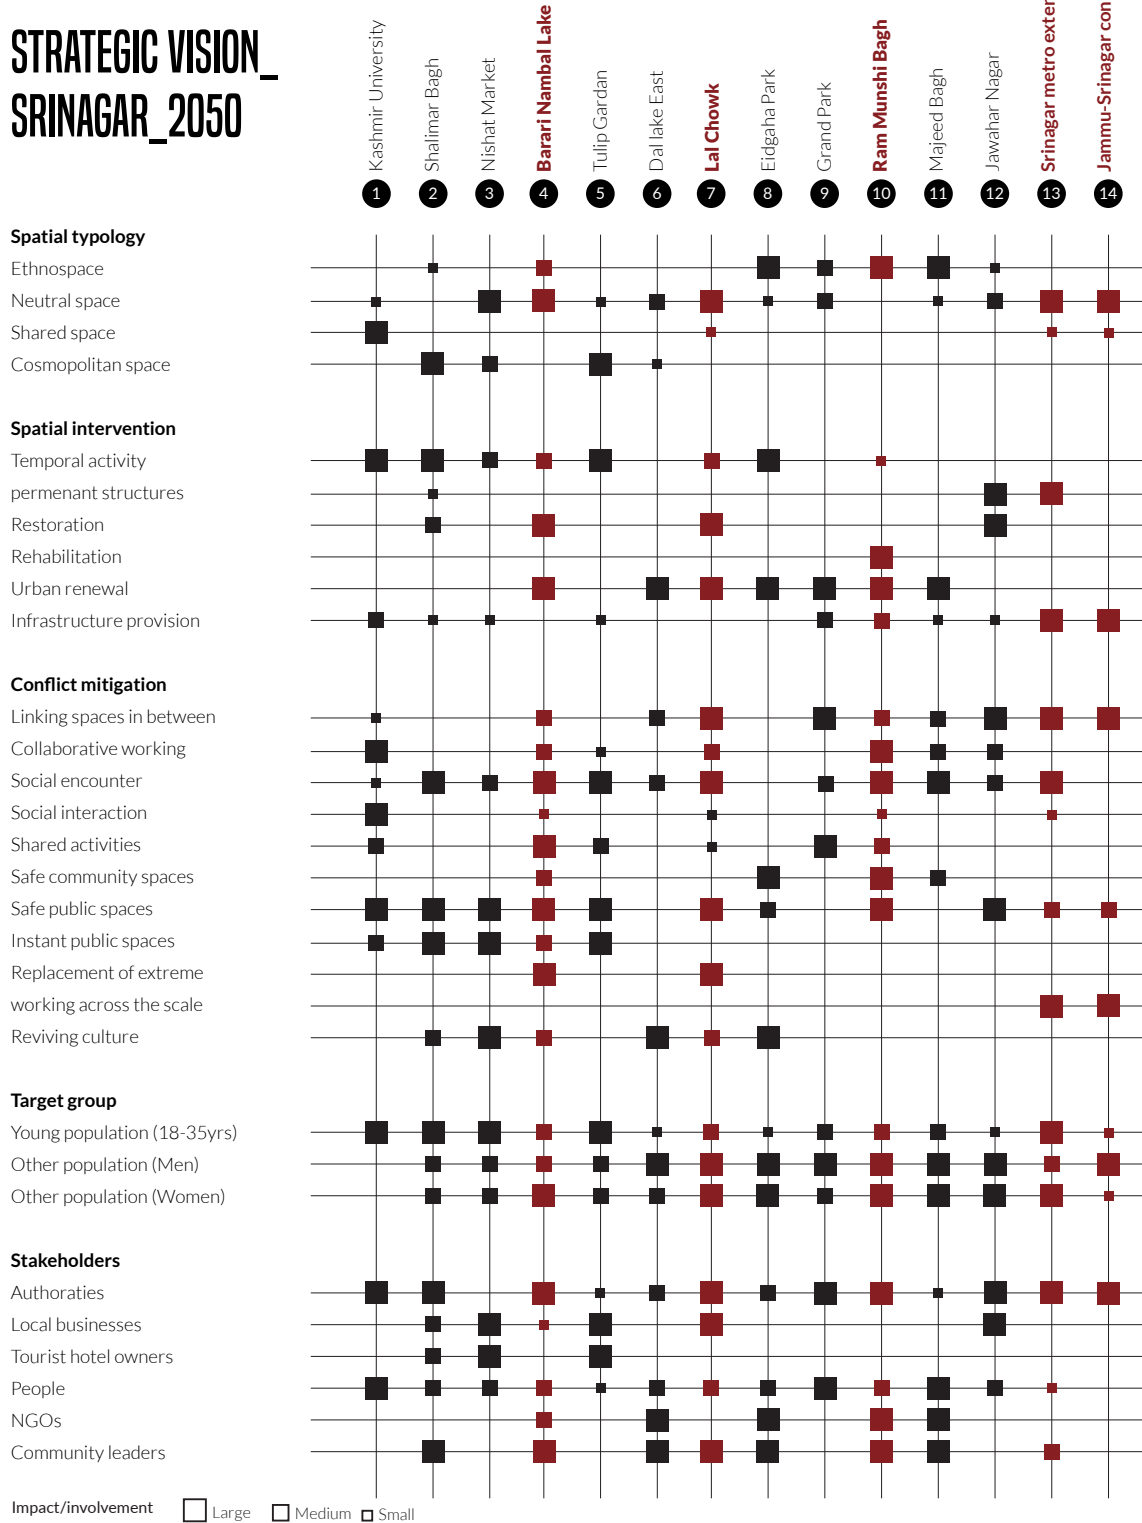 STRATEGIC VISION_
SRINAGAR_2050
Kashmir University
Shalimar Bagh
Nishat Market
Barari Nambal Lake
Tulip Gardan
Dal lake East
Lal Chowk
Eidgaha Park
Grand Park
Ram Munshi Bagh
Majeed Bagh
Jawahar Nagar
Srinagar metro exter
Jammu-Srinagar con
1 2 3 4 5 6 7 8 9 10 11 12 13 14
Spatial typology
Ethnospace
Neutral space
Shared space
Cosmopolitan space
Spatial intervention
Temporal activity
permenant structures
Restoration
Rehabilitation
Urban renewal
Infrastructure provision
Conflict mitigation
Linking spaces in between
Collaborative working
Social encounter
Social interaction
Shared activities
Safe community spaces
Safe public spaces
Instant public spaces
Replacement of extreme
working across the scale
Reviving culture
Target group
Young population (18-35yrs)
Other population (Men)
Other population (Women)
Stakeholders
Authoraties
Local businesses
Tourist hotel owners
People
NGOs
Community leaders
Impact/involvement Large Medium Small